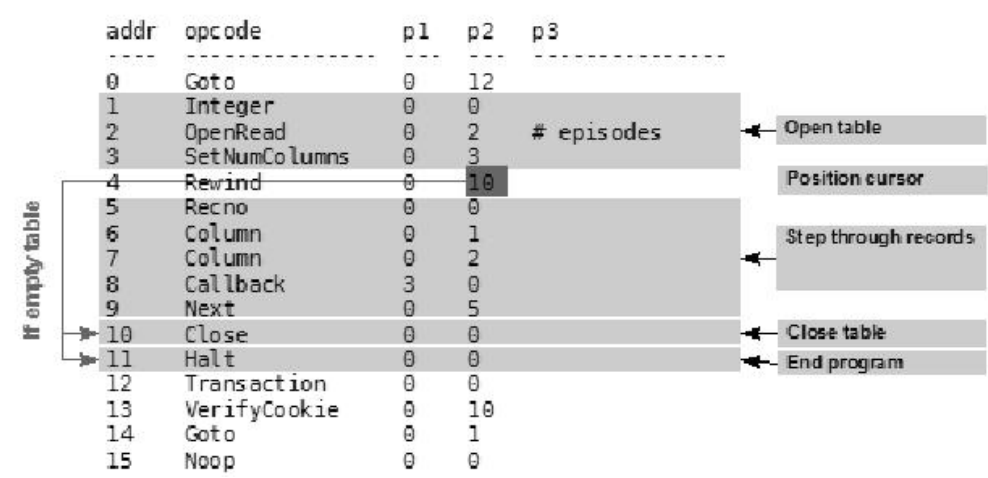 addr opcode p1 p2 p3
---- --------------- --- --- ---------------
0 Goto 0 12
1 Integer 0 0
2 OpenRead 0 2 # episodes Open table
3 SetNumColumns 0 3
4 Rewind 0 10 Position cursor
5 Recno 0 0
6 Column 0 1 Step through records
7 Column 0 2
8 Callback 3 0
9 Next 0 5
10 Close 0 0 Close table
11 Halt 0 0 End program
12 Transaction 0 0
13 VerifyCookie 0 10
14 Goto 0 1
15 Noop 0 0
If empty table